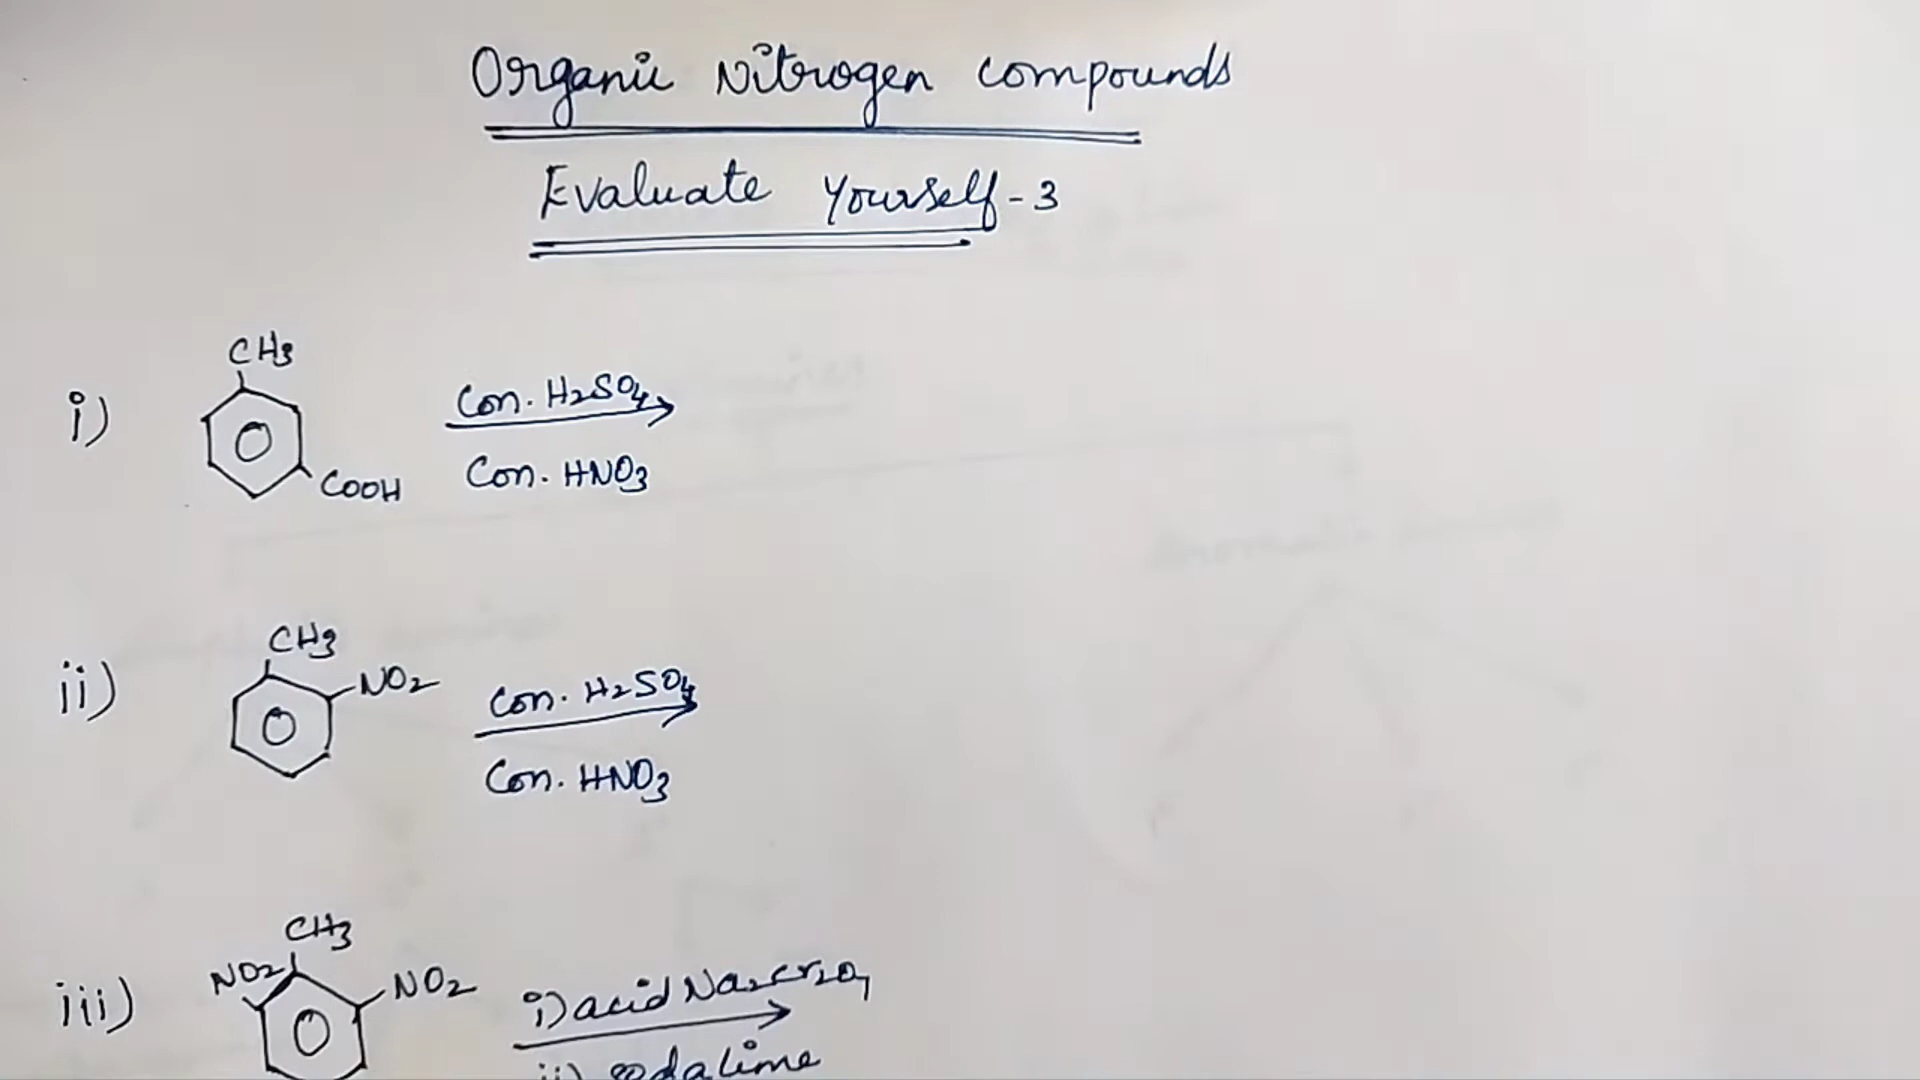 Organic Nitrogen compounds
Evaluate Yourself-3
i)
CH3
COOH
Con. H2SO4
Con. HNO3
ii)
CH3
NO2
Con. H2SO4
Con. HNO3
iii)
CH3
NO2
NO2
i) acid Na2Cr2O7
ii) sodalime